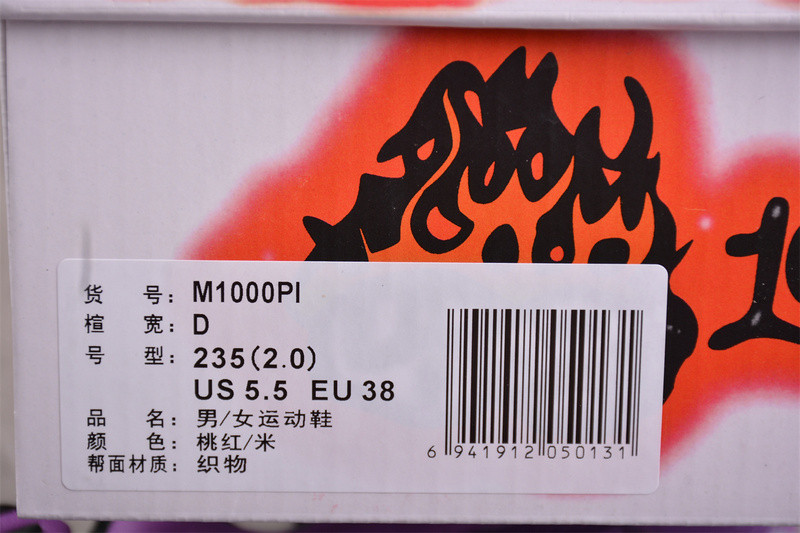 货 号：M1000PI
楦 宽：D
号 型：235(2.0)
US 5.5 EU 38
品 名：男/女运动鞋
颜 色：桃红/米
帮面材质：织物
6 941912 050131